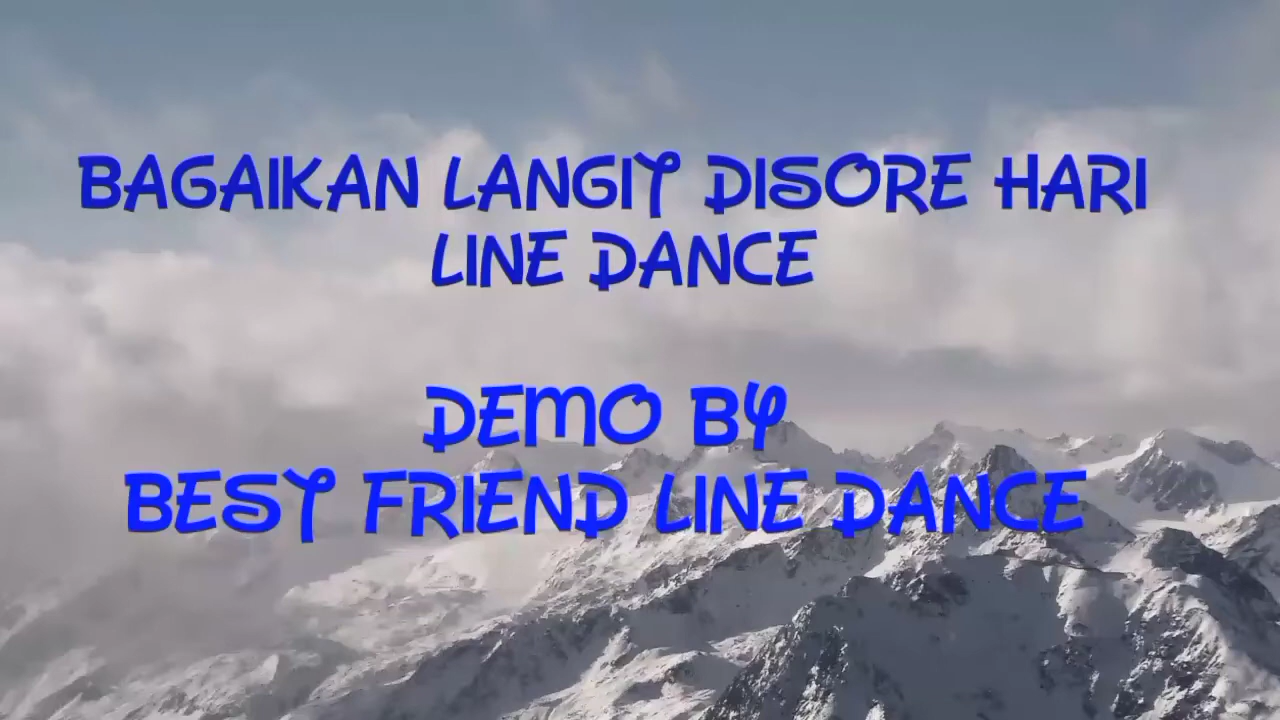 BAGAIKAN LANGIT DISORE HARI
LINE DANCE
DEMO BY
BEST FRIEND LINE DANCE